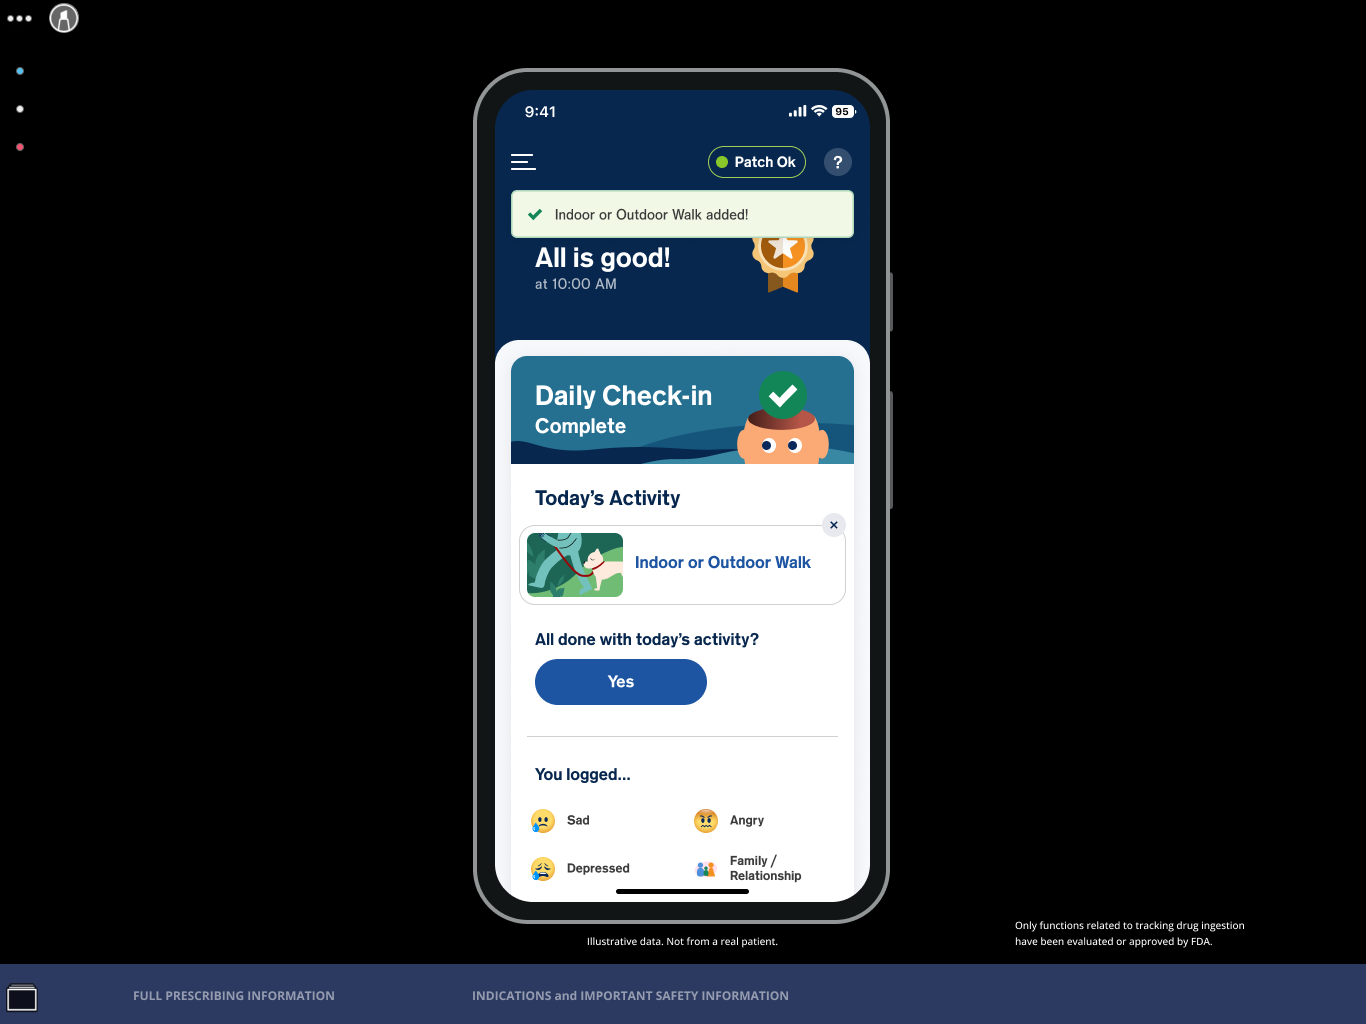 9:41
95
Patch Ok
?
Indoor or Outdoor Walk added!
All is good!
at 10:00 AM
Daily Check-in
Complete
Today's Activity
Indoor or Outdoor Walk
All done with today's activity?
Yes
You logged...
Sad
Angry
Depressed
Family /
Relationship
Illustrative data. Not from a real patient.
Only functions related to tracking drug ingestion
have been evaluated or approved by FDA.
FULL PRESCRIBING INFORMATION
INDICATIONS and IMPORTANT SAFETY INFORMATION